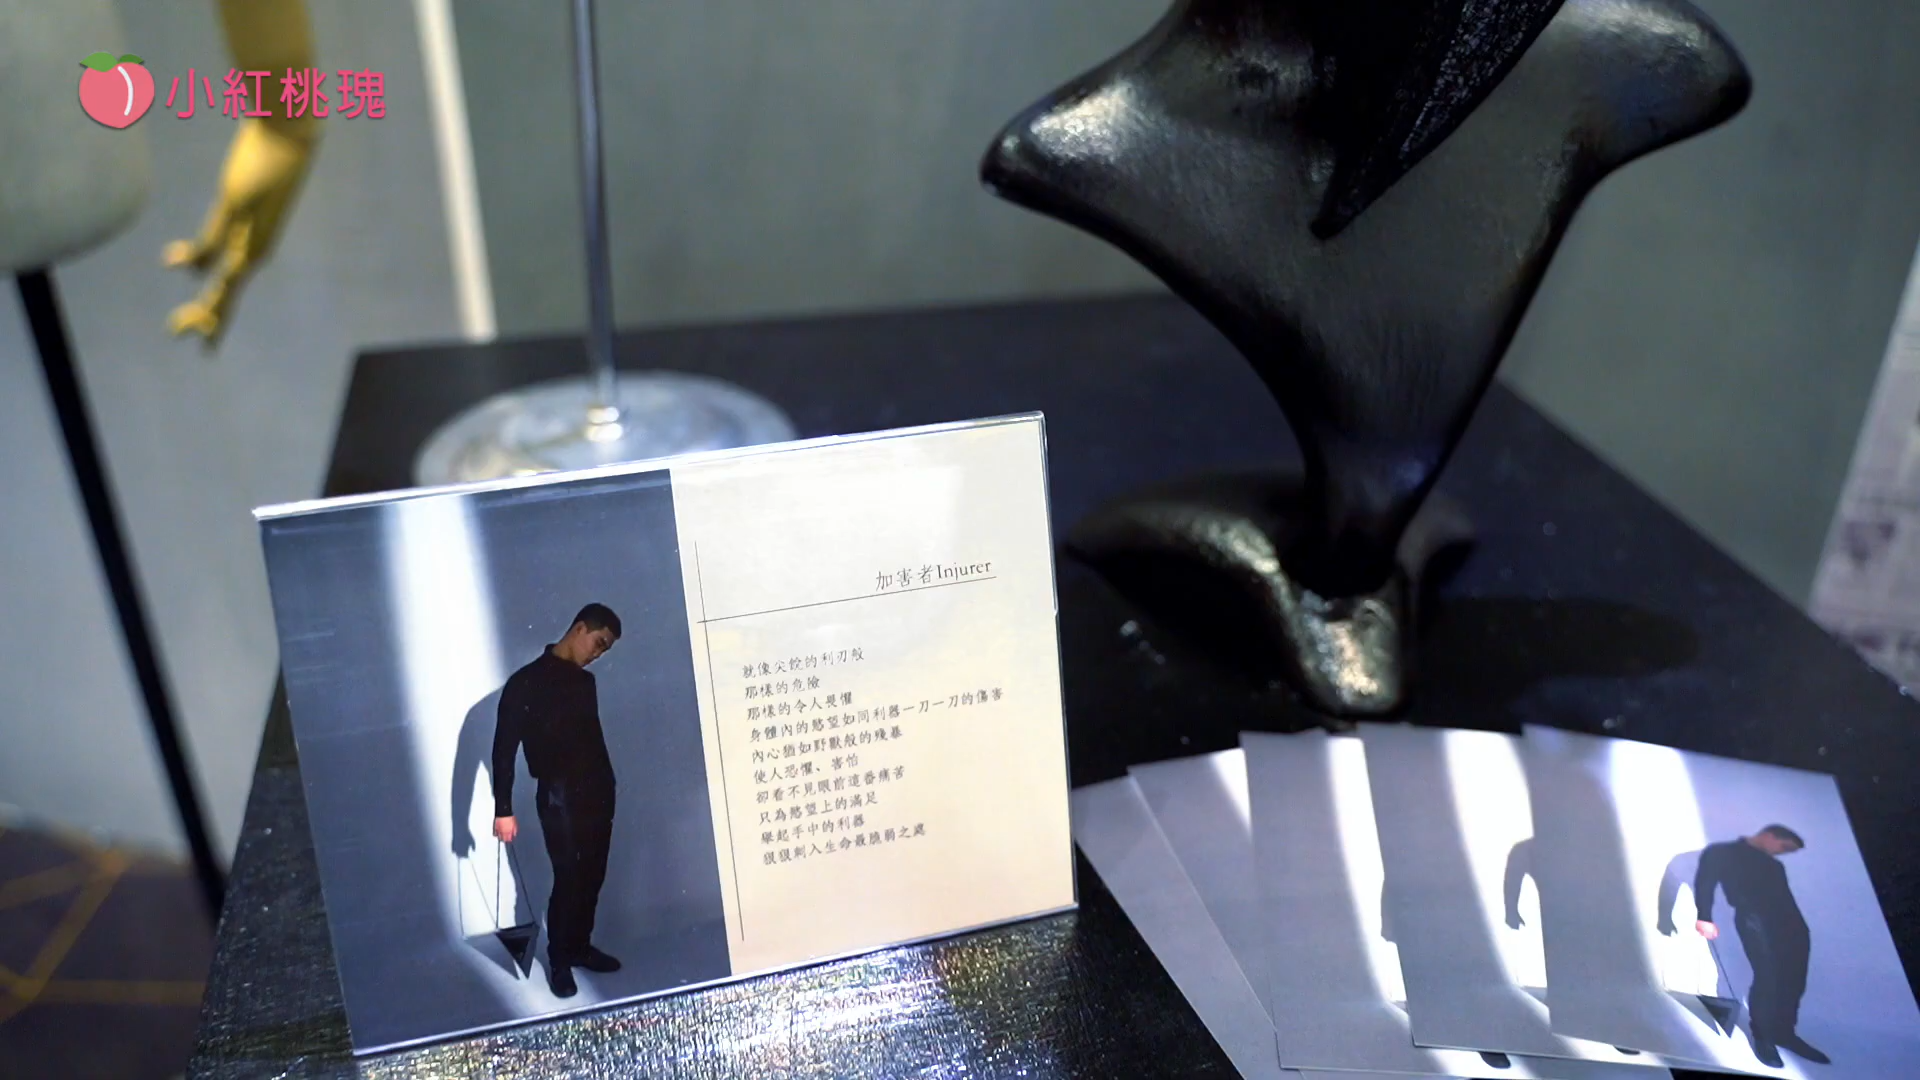 小紅桃瑰
加害者Injurer
就像尖銳的利刃般
那樣的危險
那樣的令人畏懼
身體內的慾望如同利器一刀一刀的傷害
內心猶如野獸般的殘暴
使人恐懼、害怕
卻看不見眼前這番痛苦
只為慾望上的滿足
舉起手中的利器
狠狠刺入生命最脆弱之處